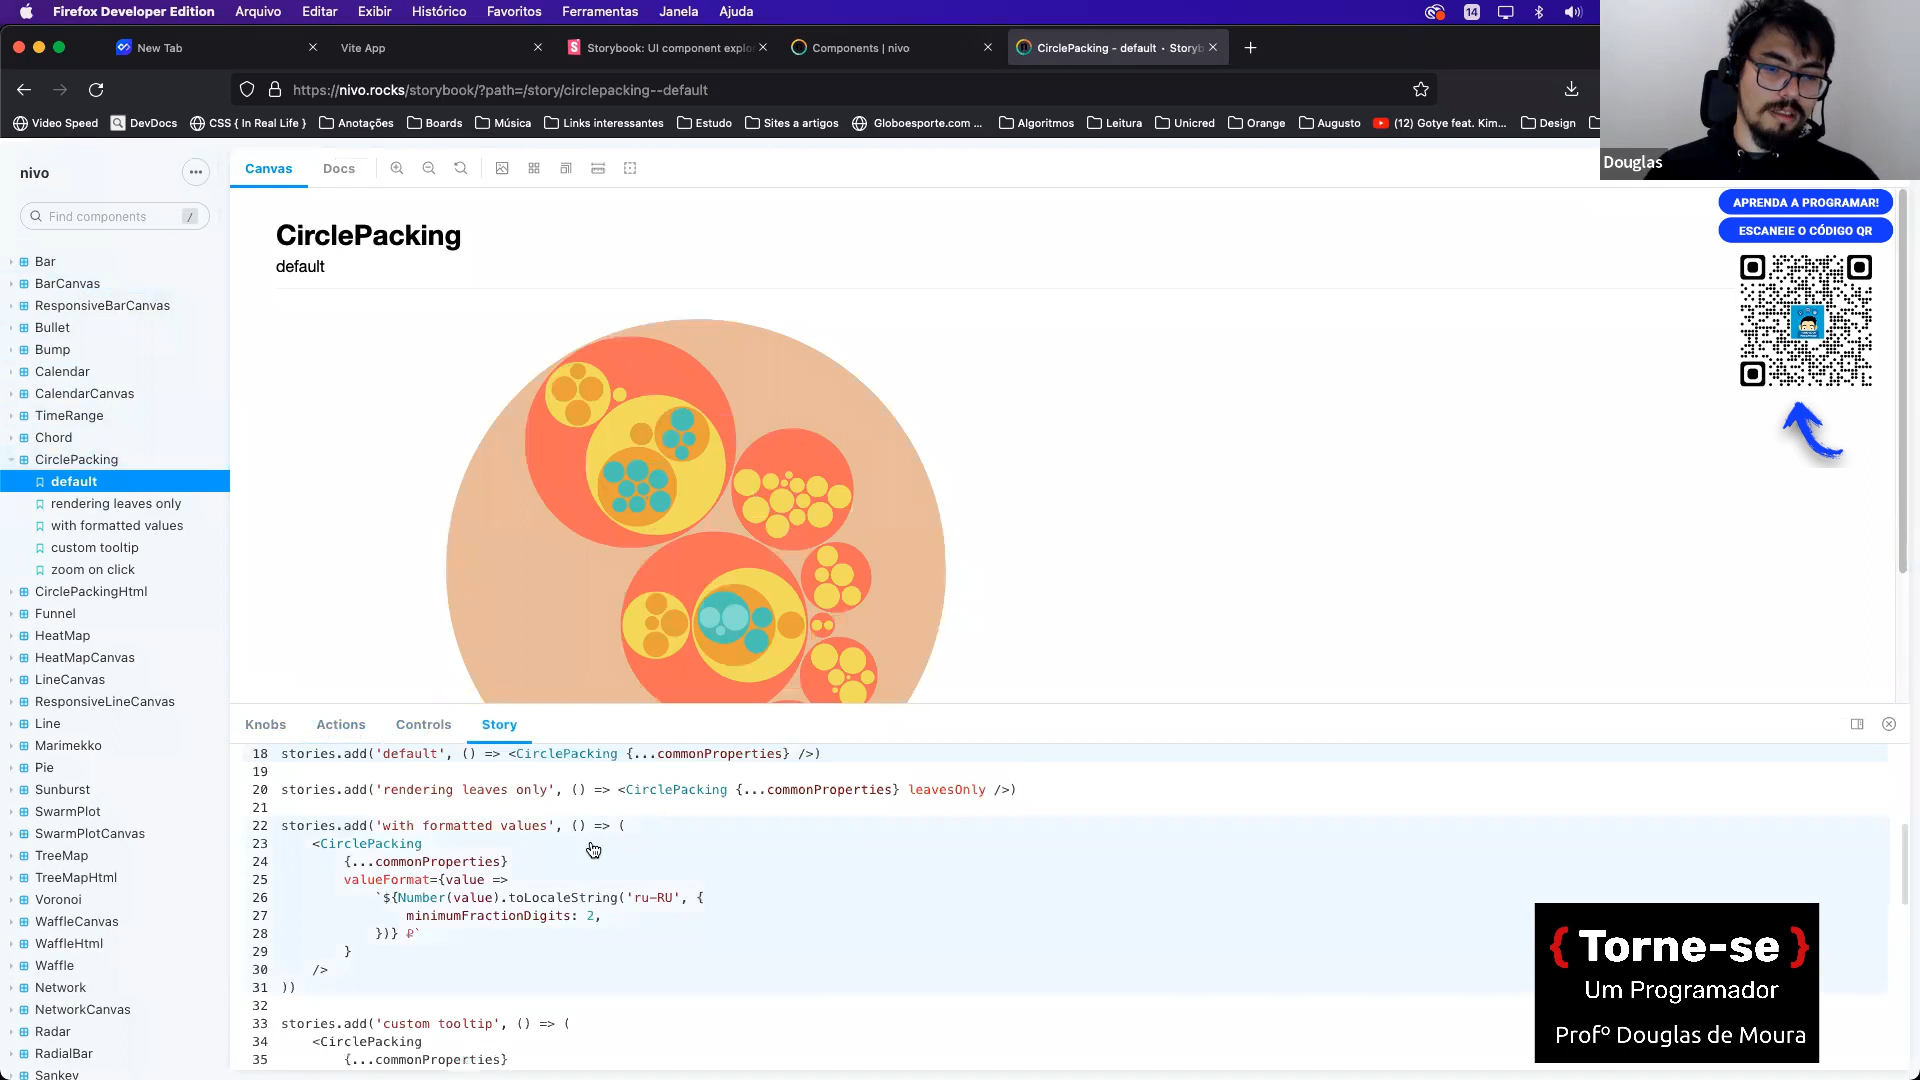 Firefox Developer Edition Arquivo Editar Exibir Histórico Favoritos Ferramentas Janela Ajuda 14
New Tab Vite App Storybook: UI component explo Components | nivo CirclePacking - default • Storyb
https://nivo.rocks/storybook/?path=/story/circlepacking--default
Video Speed DevDocs CSS { In Real Life } Anotações Boards Música Links interessantes Estudo Sites a artigos Globoesporte.com ... Algoritmos Leitura Unicred Orange Augusto (12) Gotye feat. Kim... Design
Douglas
nivo
Canvas Docs
Find components /
APRENDA A PROGRAMAR!
ESCANEIE O CÓDIGO QR
CirclePacking
default
Bar
BarCanvas
ResponsiveBarCanvas
Bullet
Bump
Calendar
CalendarCanvas
TimeRange
Chord
CirclePacking
default
rendering leaves only
with formatted values
custom tooltip
zoom on click
CirclePackingHtml
Funnel
HeatMap
HeatMapCanvas
LineCanvas
ResponsiveLineCanvas
Line
Marimekko
Pie
Sunburst
SwarmPlot
SwarmPlotCanvas
TreeMap
TreeMapHtml
Voronoi
WaffleCanvas
WaffleHtml
Waffle
Network
NetworkCanvas
Radar
RadialBar
Sankey
Knobs Actions Controls Story
18 stories.add('default', () => <CirclePacking {...commonProperties} />)
19
20 stories.add('rendering leaves only', () => <CirclePacking {...commonProperties} leavesOnly />)
21
22 stories.add('with formatted values', () => (
23 <CirclePacking
24 {...commonProperties}
25 valueFormat={value =>
26 `${Number(value).toLocaleString('ru-RU', {
27 minimumFractionDigits: 2,
28 })} ₽`
29 }
30 />
31 ))
32
33 stories.add('custom tooltip', () => (
34 <CirclePacking
35 {...commonProperties}
{ Torne-se }
Um Programador
Profº Douglas de Moura